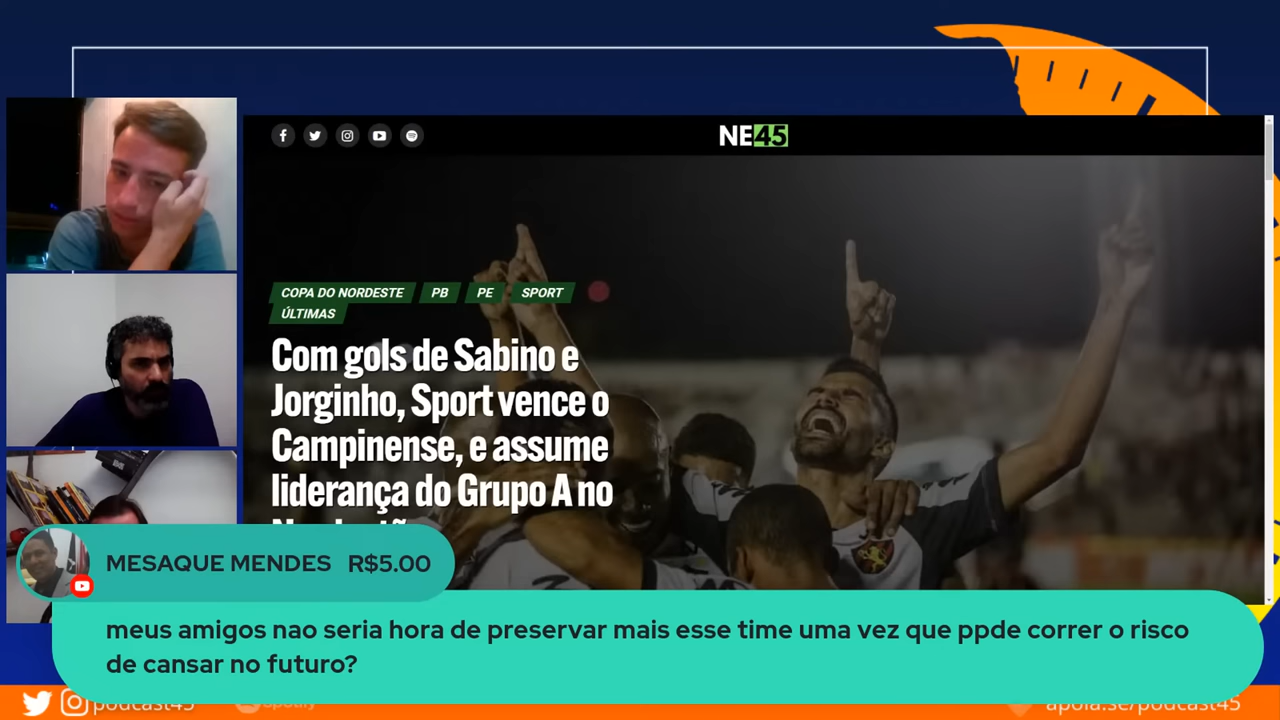 NE45
COPA DO NORDESTE PB PE SPORT
ÚLTIMAS
Com gols de Sabino e
Jorginho, Sport vence o
Campinense, e assume
liderança do Grupo A no
MESAQUE MENDES R$5.00
meus amigos nao seria hora de preservar mais esse time uma vez que ppde correr o risco
de cansar no futuro?
podcast45 apoia.se/podcast45